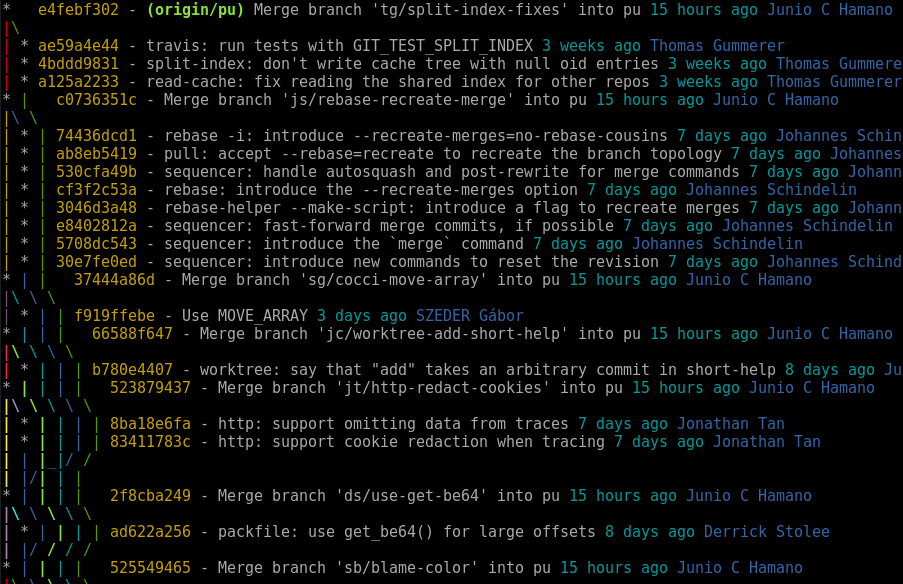 * e4febf302 - (origin/pu) Merge branch 'tg/split-index-fixes' into pu 15 hours ago Junio C Hamano
|\
| * ae59a4e44 - travis: run tests with GIT_TEST_SPLIT_INDEX 3 weeks ago Thomas Gummerer
| * 4bddd9831 - split-index: don't write cache tree with null oid entries 3 weeks ago Thomas Gummere
| * a125a2233 - read-cache: fix reading the shared index for other repos 3 weeks ago Thomas Gummerer
* | c0736351c - Merge branch 'js/rebase-recreate-merge' into pu 15 hours ago Junio C Hamano
|\ \
| * | 74436dcd1 - rebase -i: introduce --recreate-merges=no-rebase-cousins 7 days ago Johannes Schin
| * | ab8eb5419 - pull: accept --rebase=recreate to recreate the branch topology 7 days ago Johannes
| * | 530cfa49b - sequencer: handle autosquash and post-rewrite for merge commands 7 days ago Johann
| * | cf3f2c53a - rebase: introduce the --recreate-merges option 7 days ago Johannes Schindelin
| * | 3046d3a48 - rebase-helper --make-script: introduce a flag to recreate merges 7 days ago Johann
| * | e8402812a - sequencer: fast-forward merge commits, if possible 7 days ago Johannes Schindelin
| * | 5708dc543 - sequencer: introduce the `merge` command 7 days ago Johannes Schindelin
| * | 30e7fe0ed - sequencer: introduce new commands to reset the revision 7 days ago Johannes Schind
* | | 37444a86d - Merge branch 'sg/cocci-move-array' into pu 15 hours ago Junio C Hamano
|\ \ \
| * | | f919ffebe - Use MOVE_ARRAY 3 days ago SZEDER Gábor
* | | | 66588f647 - Merge branch 'jc/worktree-add-short-help' into pu 15 hours ago Junio C Hamano
|\ \ \ \
| * | | | b780e4407 - worktree: say that "add" takes an arbitrary commit in short-help 8 days ago Ju
* | | | | 523879437 - Merge branch 'jt/http-redact-cookies' into pu 15 hours ago Junio C Hamano
|\ \ \ \ \
| * | | | | 8ba18e6fa - http: support omitting data from traces 7 days ago Jonathan Tan
| * | | | | 83411783c - http: support cookie redaction when tracing 7 days ago Jonathan Tan
| | |_|/ /
| |/| | |
* | | | | 2f8cba249 - Merge branch 'ds/use-get-be64' into pu 15 hours ago Junio C Hamano
|\ \ \ \ \
| * | | | | ad622a256 - packfile: use get_be64() for large offsets 8 days ago Derrick Stolee
| |/ / / /
* | | | | 525549465 - Merge branch 'sb/blame-color' into pu 15 hours ago Junio C Hamano
|\ \ \ \ \